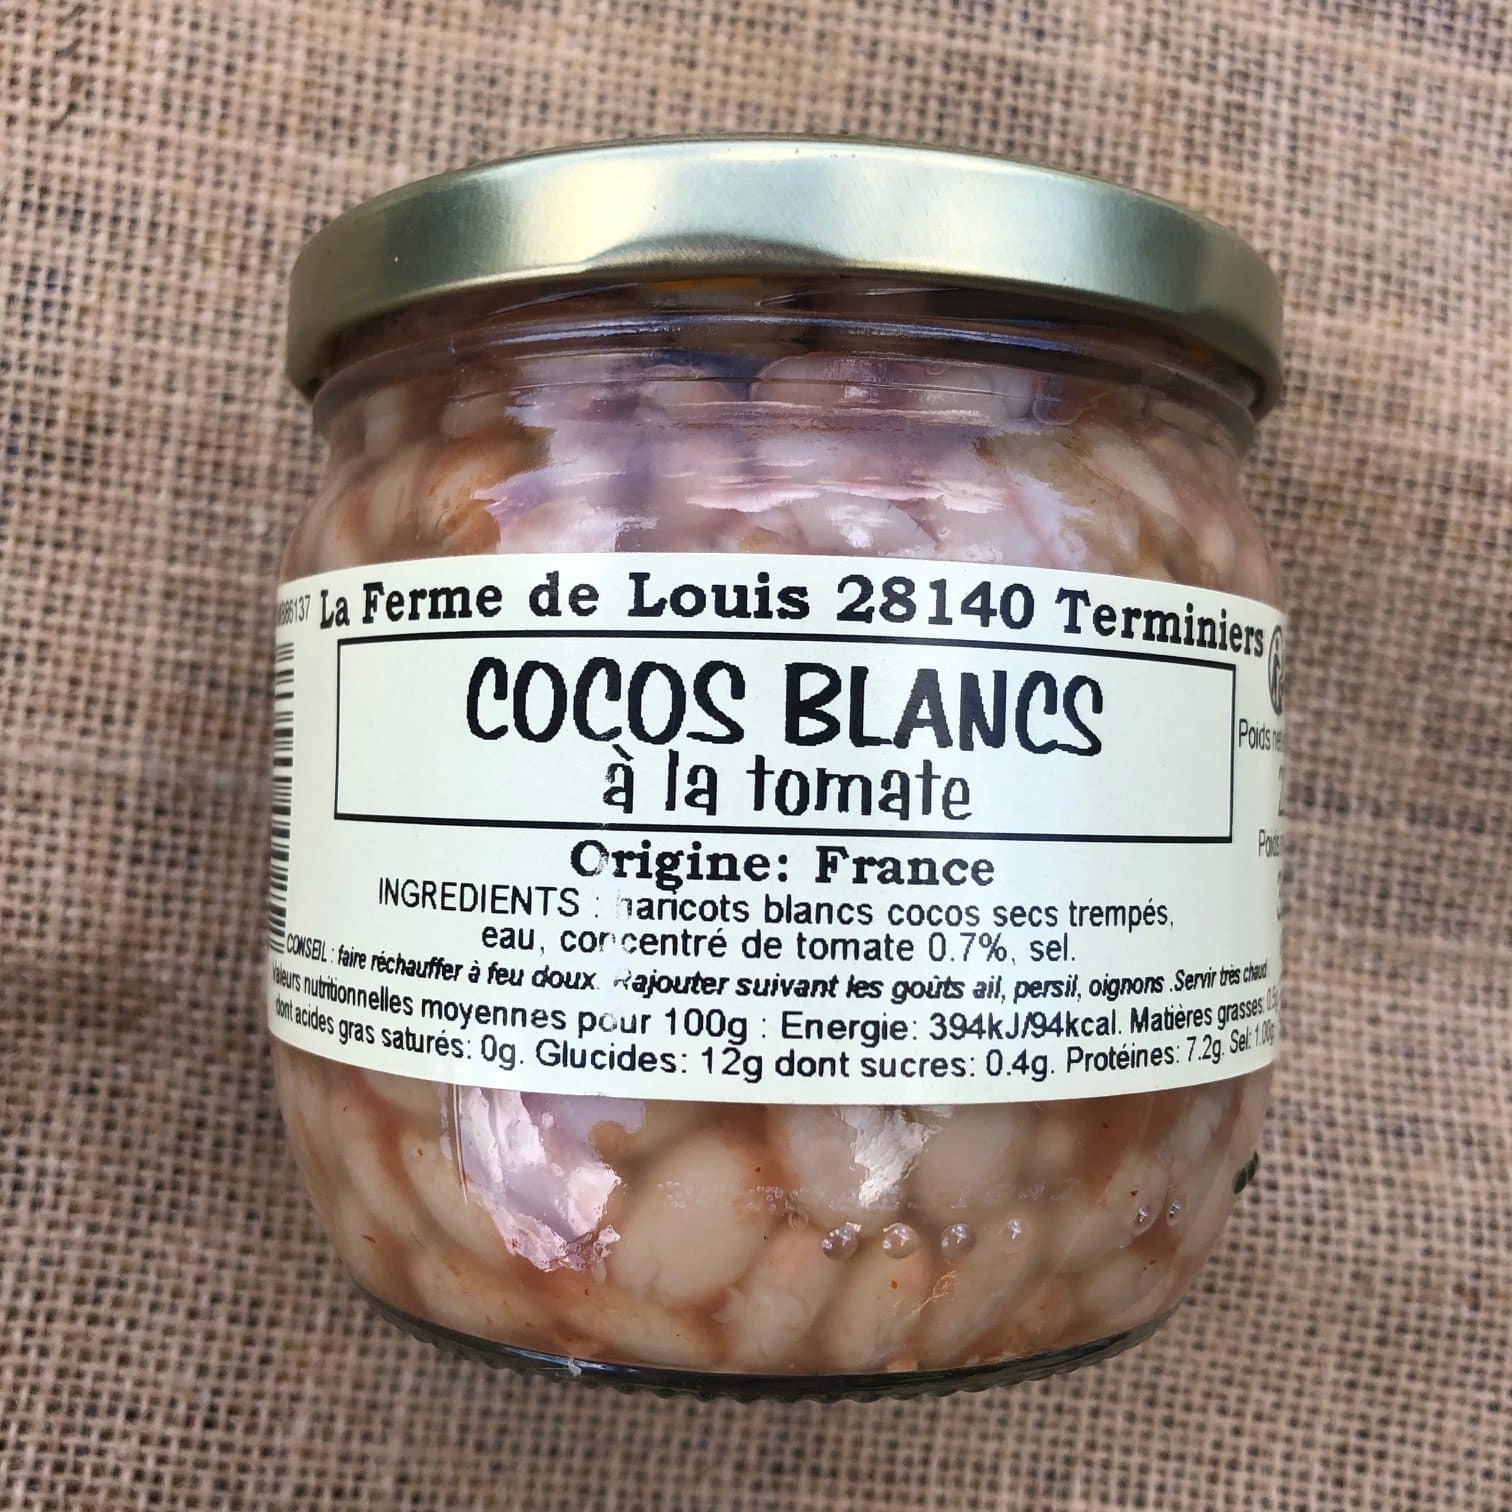 La Ferme de Louis 28140 Terminiers
COCOS BLANCS
à la tomate
Poids
Origine: France
INGREDIENTS : haricots blancs cocos secs trempés,
eau, concentré de tomate 0.7%, sel.
CONSEIL : faire réchauffer à feu doux. Rajouter suivant les goûts ail, persil, oignons .Servir très chaud
Valeurs nutritionnelles moyennes pour 100g : Energie: 394kJ/94kcal. Matières grasses:
dont acides gras saturés: 0g. Glucides: 12g dont sucres: 0.4g. Protéines: 7.2g. Sel: